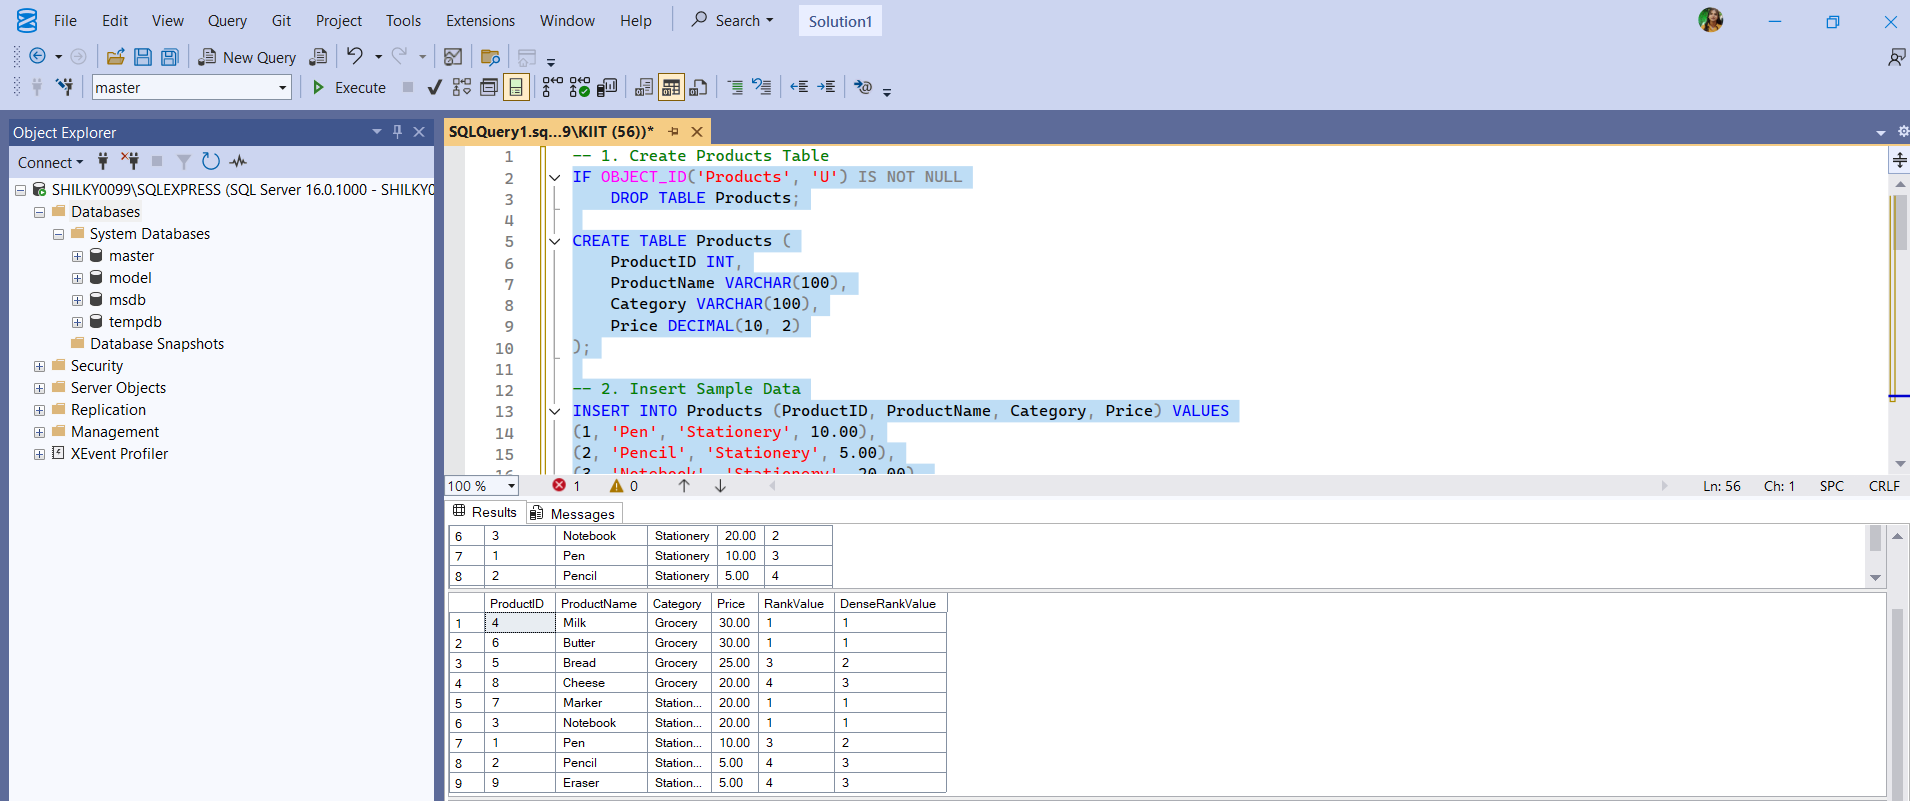 File Edit View Query Git Project Tools Extensions Window Help Search Solution1
New Query
master Execute
Object Explorer
Connect
SHILKY0099\SQLEXPRESS (SQL Server 16.0.1000 - SHILKY0
Databases
System Databases
master
model
msdb
tempdb
Database Snapshots
Security
Server Objects
Replication
Management
XEvent Profiler
SQLQuery1.sq...9\KIIT (56))*
1 -- 1. Create Products Table
2 IF OBJECT_ID('Products', 'U') IS NOT NULL
3 DROP TABLE Products;
4
5 CREATE TABLE Products (
6 ProductID INT,
7 ProductName VARCHAR(100),
8 Category VARCHAR(100),
9 Price DECIMAL(10, 2)
10 );
11
12 -- 2. Insert Sample Data
13 INSERT INTO Products (ProductID, ProductName, Category, Price) VALUES
14 (1, 'Pen', 'Stationery', 10.00),
15 (2, 'Pencil', 'Stationery', 5.00),
16 (3, 'Notebook', 'Stationery', 20.00),
100 % 1 0 Ln: 56 Ch: 1 SPC CRLF
Results Messages
6 3 Notebook Stationery 20.00 2
7 1 Pen Stationery 10.00 3
8 2 Pencil Stationery 5.00 4
ProductID ProductName Category Price RankValue DenseRankValue
1 4 Milk Grocery 30.00 1 1
2 6 Butter Grocery 30.00 1 1
3 5 Bread Grocery 25.00 3 2
4 8 Cheese Grocery 20.00 4 3
5 7 Marker Station... 20.00 1 1
6 3 Notebook Station... 20.00 1 1
7 1 Pen Station... 10.00 3 2
8 2 Pencil Station... 5.00 4 3
9 9 Eraser Station... 5.00 4 3